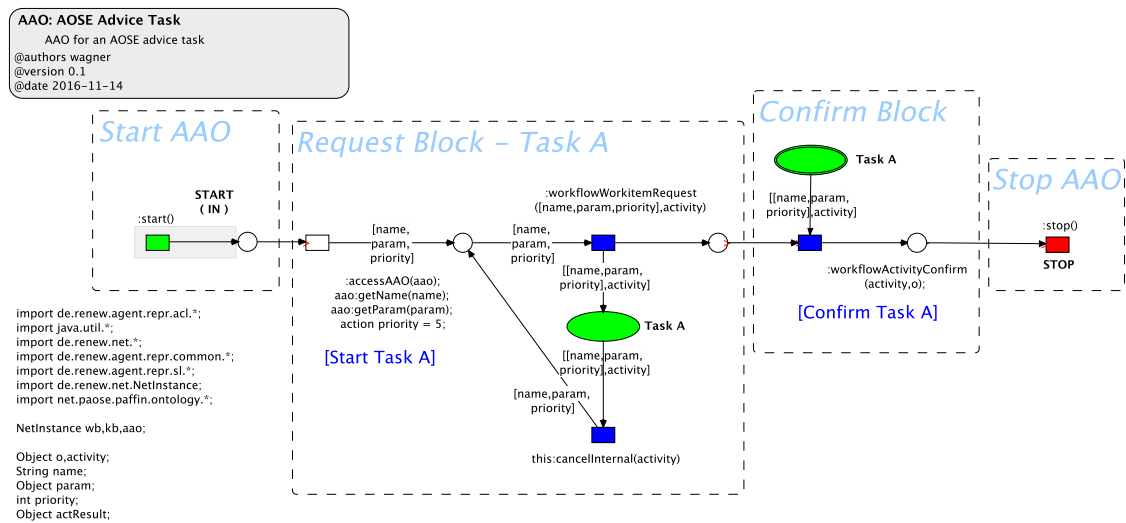 AAO: AOSE Advice Task
AAO for an AOSE advice task
@authors wagner
@version 0.1
@date 2016-11-14
Start AAO
START
( IN )
:start()
Request Block - Task A
[name,
param,
priority]
:accessAAO(aao);
aao:getName(name);
aao:getParam(param);
action priority = 5;
[Start Task A]
[name,
param,
priority]
:workflowWorkitemRequest
([name,param,priority],activity)
[[name,param,
priority],activity]
Task A
[[name,param,
priority],activity]
[name,param,
priority]
this:cancelInternal(activity)
Confirm Block
Task A
[[name,param,
priority],activity]
:workflowActivityConfirm
(activity,o);
[Confirm Task A]
Stop AAO
:stop()
STOP
import de.renew.agent.repr.acl.*;
import java.util.*;
import de.renew.net.*;
import de.renew.agent.repr.common.*;
import de.renew.agent.repr.sl.*;
import de.renew.net.NetInstance;
import net.paose.paffin.ontology.*;
NetInstance wb,kb,aao;
Object o,activity;
String name;
Object param;
int priority;
Object actResult;